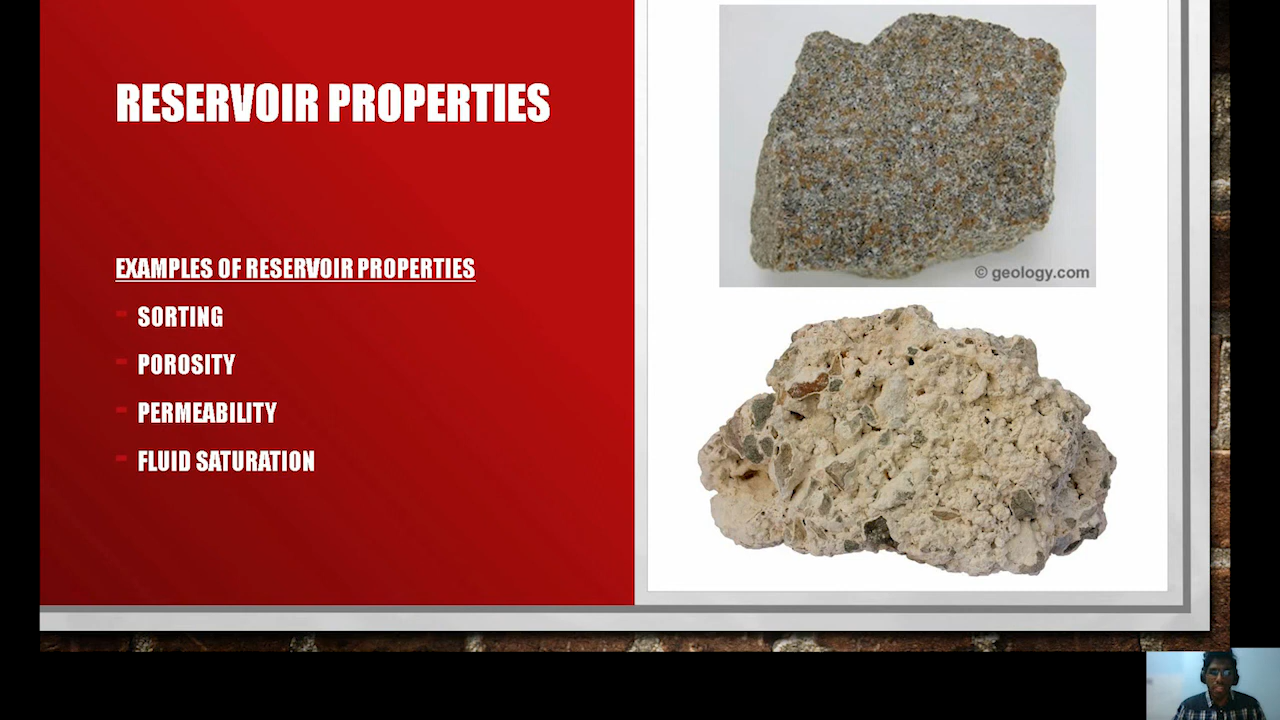 RESERVOIR PROPERTIES
EXAMPLES OF RESERVOIR PROPERTIES
- SORTING
- POROSITY
- PERMEABILITY
- FLUID SATURATION
© geology.com